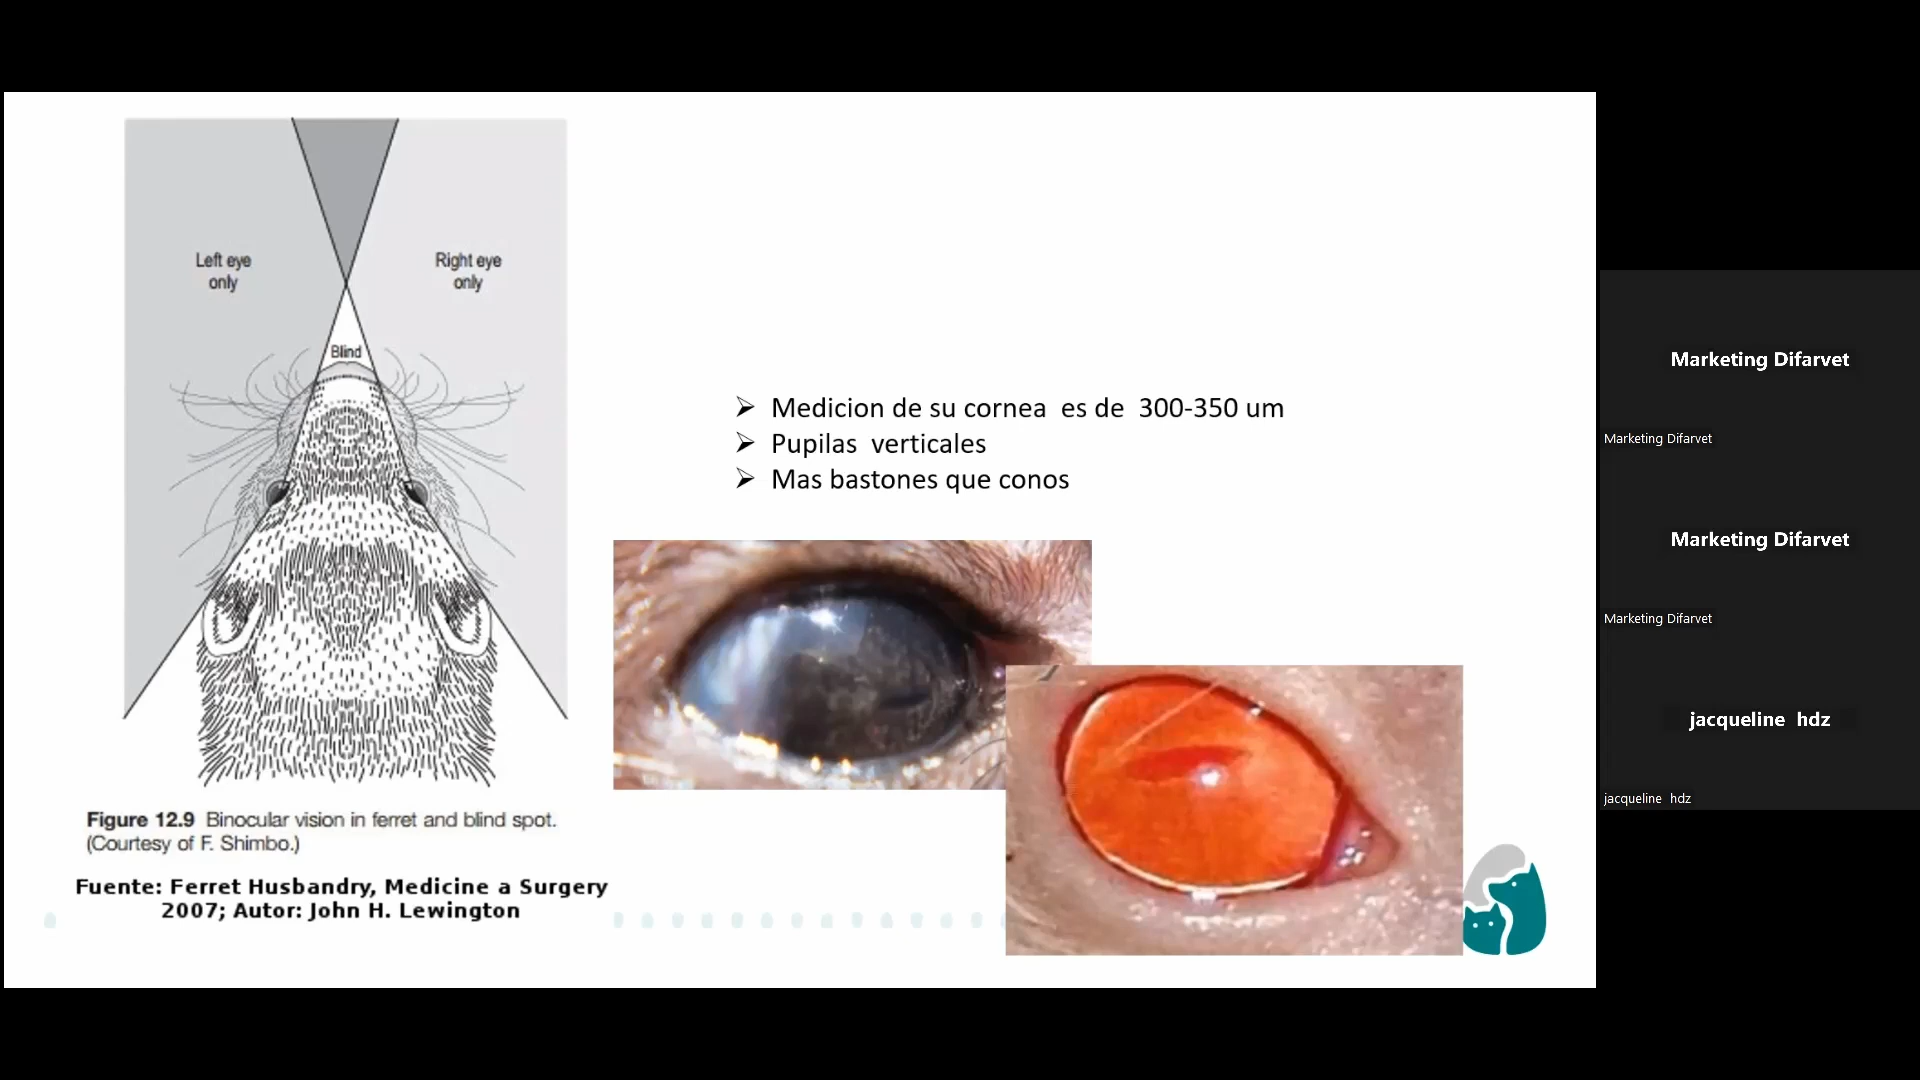 Left eye
only
Right eye
only
Blind
Figure 12.9 Binocular vision in ferret and blind spot.
(Courtesy of F. Shimbo.)
Fuente: Ferret Husbandry, Medicine a Surgery
2007; Autor: John H. Lewington
➢ Medicion de su cornea es de 300-350 um
➢ Pupilas verticales
➢ Mas bastones que conos
Marketing Difarvet
Marketing Difarvet
Marketing Difarvet
Marketing Difarvet
jacqueline hdz
jacqueline hdz